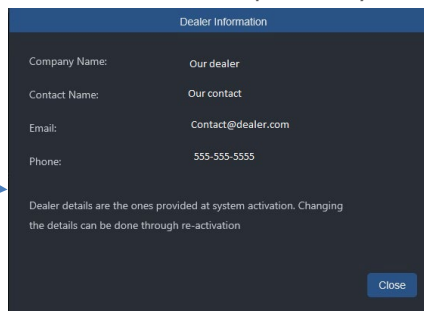 Dealer Information
Company Name: Our dealer
Contact Name: Our contact
Email: Contact@dealer.com
Phone: 555-555-5555
Dealer details are the ones provided at system activation. Changing
the details can be done through re-activation
Close